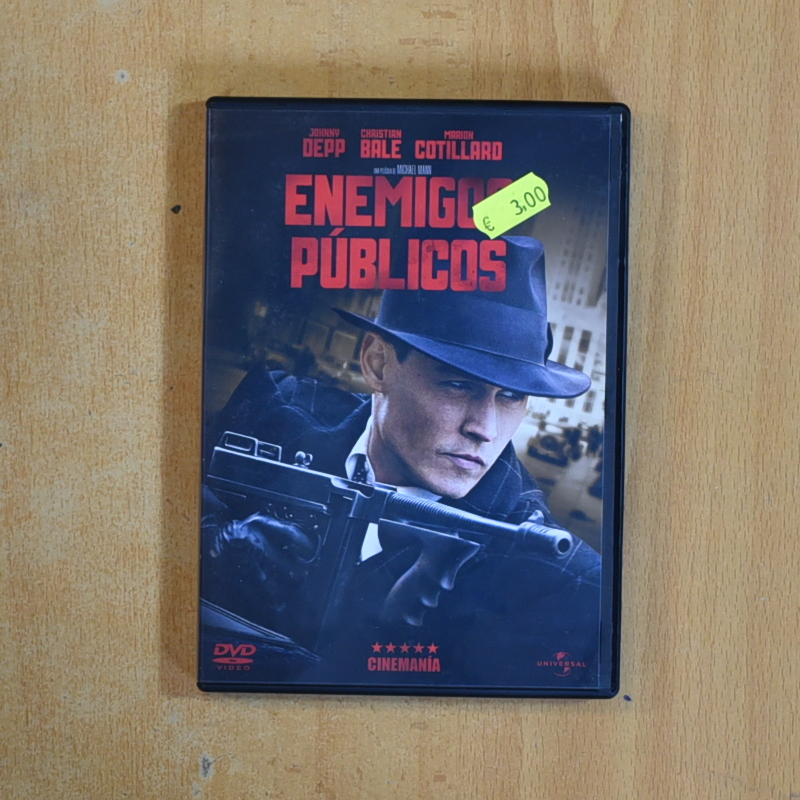 JOHNNY DEPP CHRISTIAN BALE MARION COTILLARD
UNA PELÍCULA DE MICHAEL MANN
ENEMIGOS
€ 3,00
PÚBLICOS
CINEMANÍA
DVD
VIDEO
UNIVERSAL